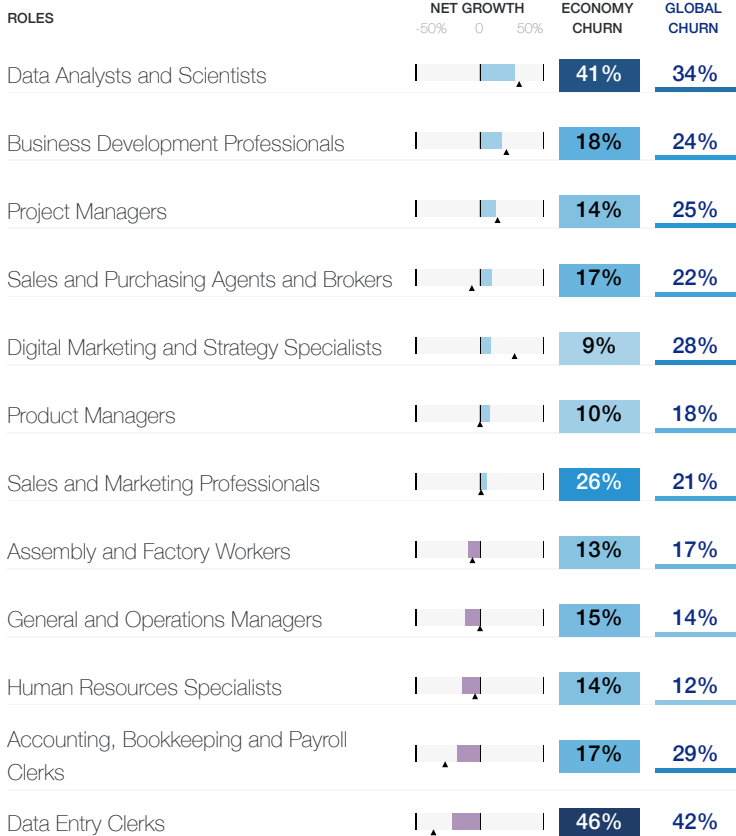 ROLES NET GROWTH ECONOMY CHURN GLOBAL CHURN
-50% 0 50%
Data Analysts and Scientists 41% 34%
Business Development Professionals 18% 24%
Project Managers 14% 25%
Sales and Purchasing Agents and Brokers 17% 22%
Digital Marketing and Strategy Specialists 9% 28%
Product Managers 10% 18%
Sales and Marketing Professionals 26% 21%
Assembly and Factory Workers 13% 17%
General and Operations Managers 15% 14%
Human Resources Specialists 14% 12%
Accounting, Bookkeeping and Payroll
Clerks 17% 29%
Data Entry Clerks 46% 42%